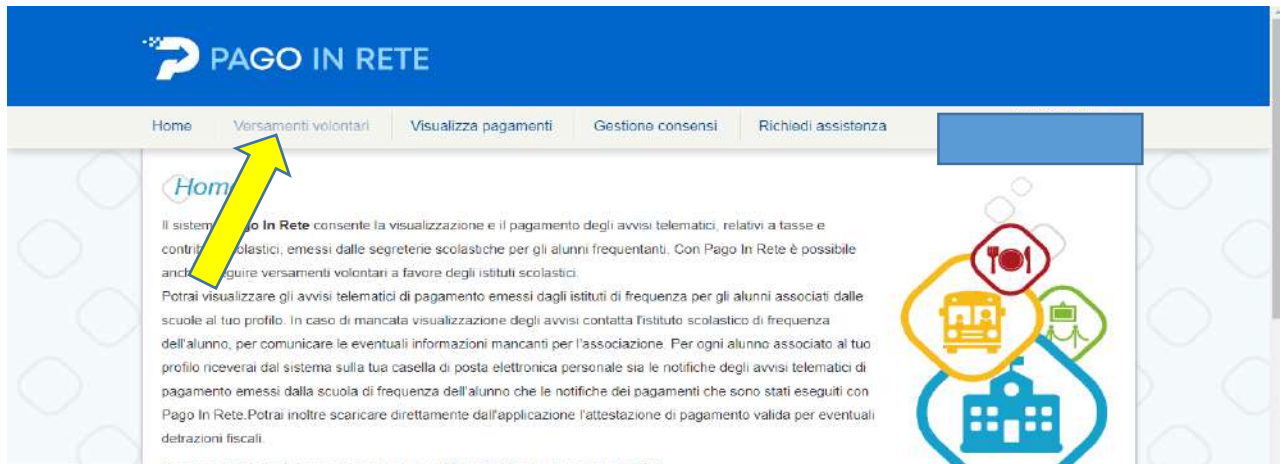 PAGO IN RETE
Home Versamenti volontari Visualizza pagamenti Gestione consensi Richiedi assistenza
Hom
Il sistem go In Rete consente la visualizzazione e il pagamento degli avvisi telematici, relativi a tasse e
contri olastici, emessi dalle segreterie scolastiche per gli alunni frequentanti. Con Pago In Rete è possibile
anch guire versamenti volontari a favore degli istituti scolastici.
Potrai visualizzare gli avvisi telematici di pagamento emessi dagli istituti di frequenza per gli alunni associati dalle
scuole al tuo profilo. In caso di mancata visualizzazione degli avvisi contatta l'istituto scolastico di frequenza
dell'alunno, per comunicare le eventuali informazioni mancanti per l'associazione. Per ogni alunno associato al tuo
profilo riceverai dal sistema sulla tua casella di posta elettronica personale sia le notifiche degli avvisi telematici di
pagamento emessi dalla scuola di frequenza dell'alunno che le notifiche dei pagamenti che sono stati eseguiti con
Pago In Rete.Potrai inoltre scaricare direttamente dall'applicazione l'attestazione di pagamento valida per eventuali
detrazioni fiscali.